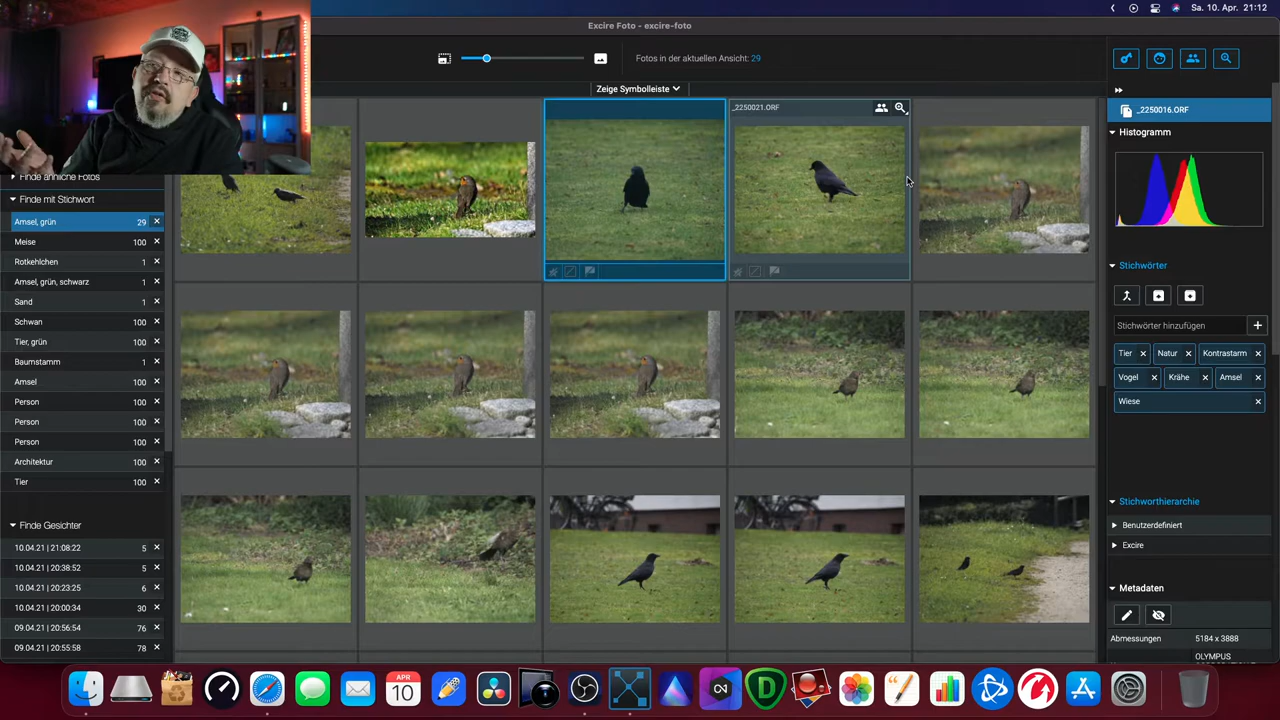 Sa. 10. Apr. 21:12
Excire Foto - excire-foto
Fotos in der aktuellen Ansicht: 29
Zeige Symbolleiste
Finde ähnliche Fotos
Finde mit Stichwort
Amsel, grün 29
Meise 100
Rotkehlchen 1
Amsel, grün, schwarz 1
Sand 1
Schwan 100
Tier, grün 100
Baumstamm 1
Amsel 100
Person 100
Person 100
Person 100
Architektur 100
Tier 100
Finde Gesichter
10.04.21 | 21:08:22 5
10.04.21 | 20:38:52 5
10.04.21 | 20:23:25 6
10.04.21 | 20:00:34 30
09.04.21 | 20:56:54 76
09.04.21 | 20:55:58 78
_2250021.ORF
_2250016.ORF
Histogramm
Stichwörter
Stichwörter hinzufügen
Tier Natur Kontrastarm
Vogel Krähe Amsel
Wiese
Stichworthierarchie
Benutzerdefiniert
Excire
Metadaten
Abmessungen 5184 x 3888
OLYMPUS
APR
10